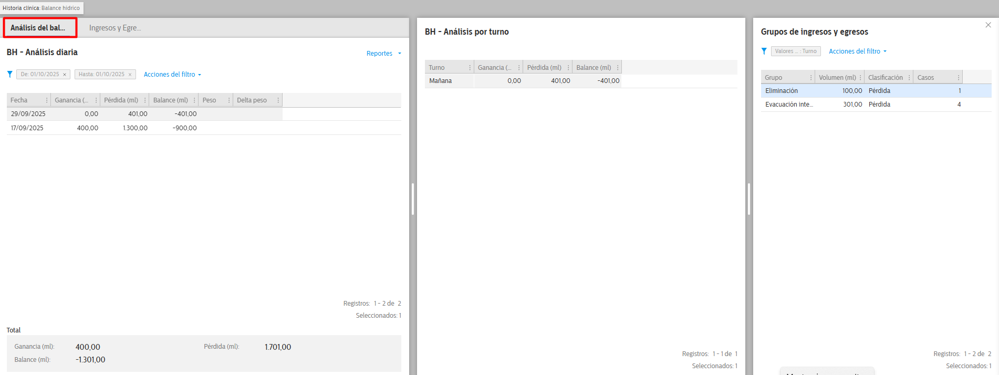 Historia clínica: Balance hidrico
Análisis del bal...
Ingresos y Egre...
BH - Análisis diaria
Reportes
De: 01/10/2025 ×
Hasta: 01/10/2025 ×
Acciones del filtro
Fecha Ganancia (... Pérdida (ml) Balance (ml) Peso Delta peso
29/09/2025 0,00 401,00 -401,00
17/09/2025 400,00 1.300,00 -900,00
Registros: 1 - 2 de 2
Seleccionados: 1
Total
Ganancia (ml): 400,00 Pérdida (ml): 1.701,00
Balance (ml): -1.301,00
BH - Análisis por turno
Turno Ganancia (... Pérdida (ml) Balance (ml)
Mañana 0,00 401,00 -401,00
Registros: 1 - 1 de 1
Seleccionados: 1
Grupos de ingresos y egresos
Valores ... : Turno
Acciones del filtro
Grupo Volumen (ml) Clasificación Casos
Eliminación 100,00 Pérdida 1
Evacuación inte... 301,00 Pérdida 4
Registros: 1 - 2 de 2
Seleccionados: 1